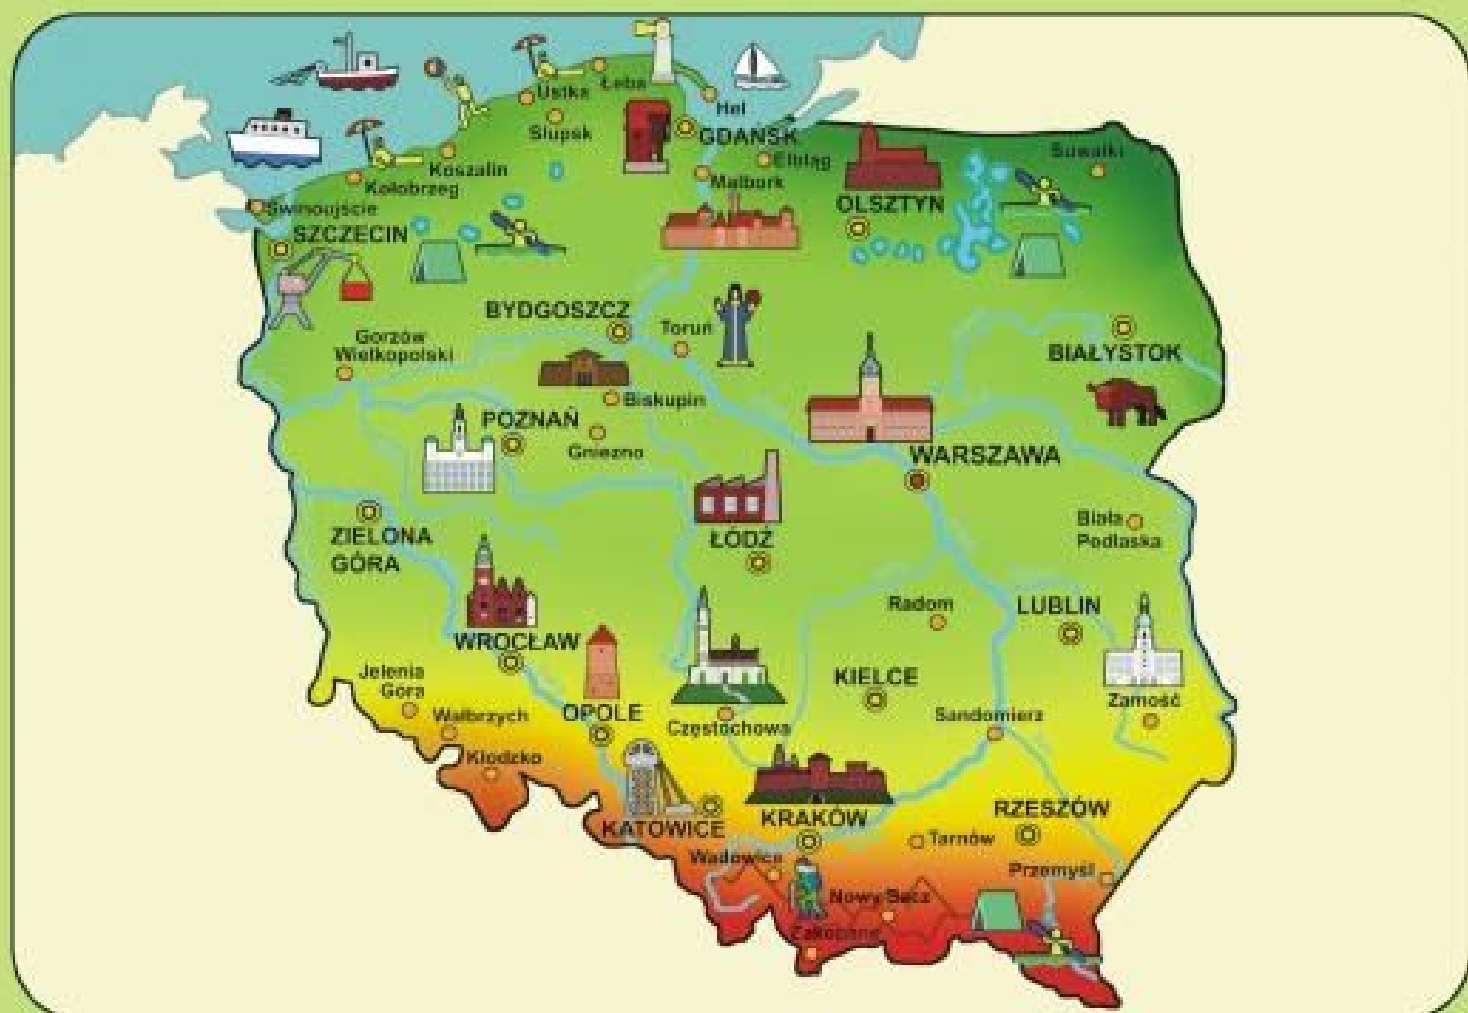 Ustka
Łeba
Hel
Słupsk
GDAŃSK
Elbląg
Suwałki
Koszalin
Kołobrzeg
Malbork
OLSZTYN
Świnoujście
SZCZECIN
BYDGOSZCZ
Toruń
Gorzów
Wielkopolski
BIAŁYSTOK
Biskupin
POZNAŃ
Gniezno
WARSZAWA
ZIELONA
GÓRA
ŁÓDŹ
Biała
Podlaska
Radom
LUBLIN
WROCŁAW
Jelenia
Góra
KIELCE
Zamość
Wałbrzych
OPOLE
Częstochowa
Sandomierz
Kłodzko
KATOWICE
KRAKÓW
RZESZÓW
Tarnów
Wadowice
Przemyśl
Nowy Sącz
Zakopane